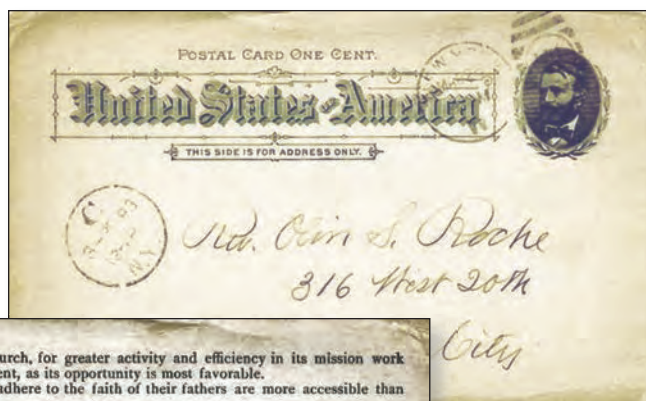 POSTAL CARD ONE CENT.
United States of America
THIS SIDE IS FOR ADDRESS ONLY.
Rev. Olin S. Roche
316 West 20th
City
urch, for greater activity and efficiency in its mission work
ent, as its opportunity is most favorable.
adhere to the faith of their fathers are more accessible than